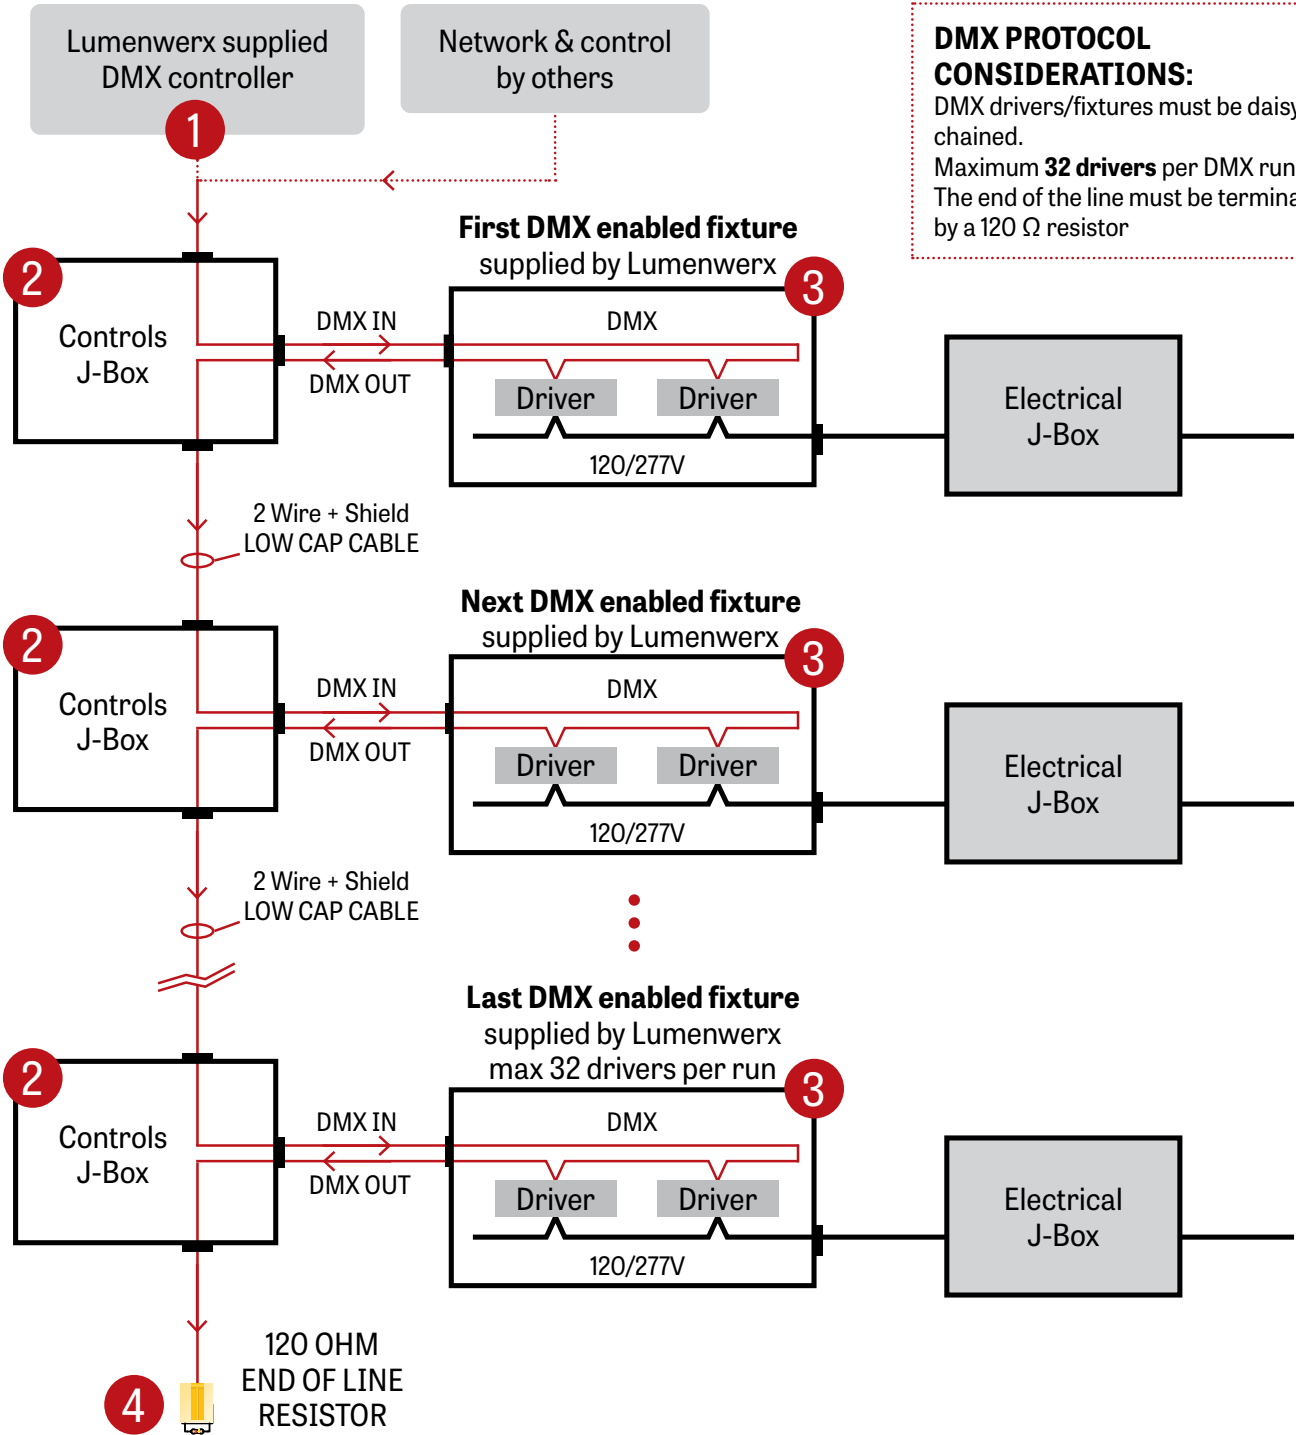 Lumenwerx supplied
DMX controller
1
Network & control
by others
DMX PROTOCOL
CONSIDERATIONS:
DMX drivers/fixtures must be daisy
chained.
Maximum 32 drivers per DMX run
The end of the line must be termina
by a 120 Ω resistor
First DMX enabled fixture
supplied by Lumenwerx
2
Controls
J-Box
DMX IN
DMX OUT
3
DMX
Driver
Driver
120/277V
Electrical
J-Box
2 Wire + Shield
LOW CAP CABLE
Next DMX enabled fixture
supplied by Lumenwerx
2
Controls
J-Box
DMX IN
DMX OUT
3
DMX
Driver
Driver
120/277V
Electrical
J-Box
2 Wire + Shield
LOW CAP CABLE
Last DMX enabled fixture
supplied by Lumenwerx
max 32 drivers per run
2
Controls
J-Box
DMX IN
DMX OUT
3
DMX
Driver
Driver
120/277V
Electrical
J-Box
4
120 OHM
END OF LINE
RESISTOR